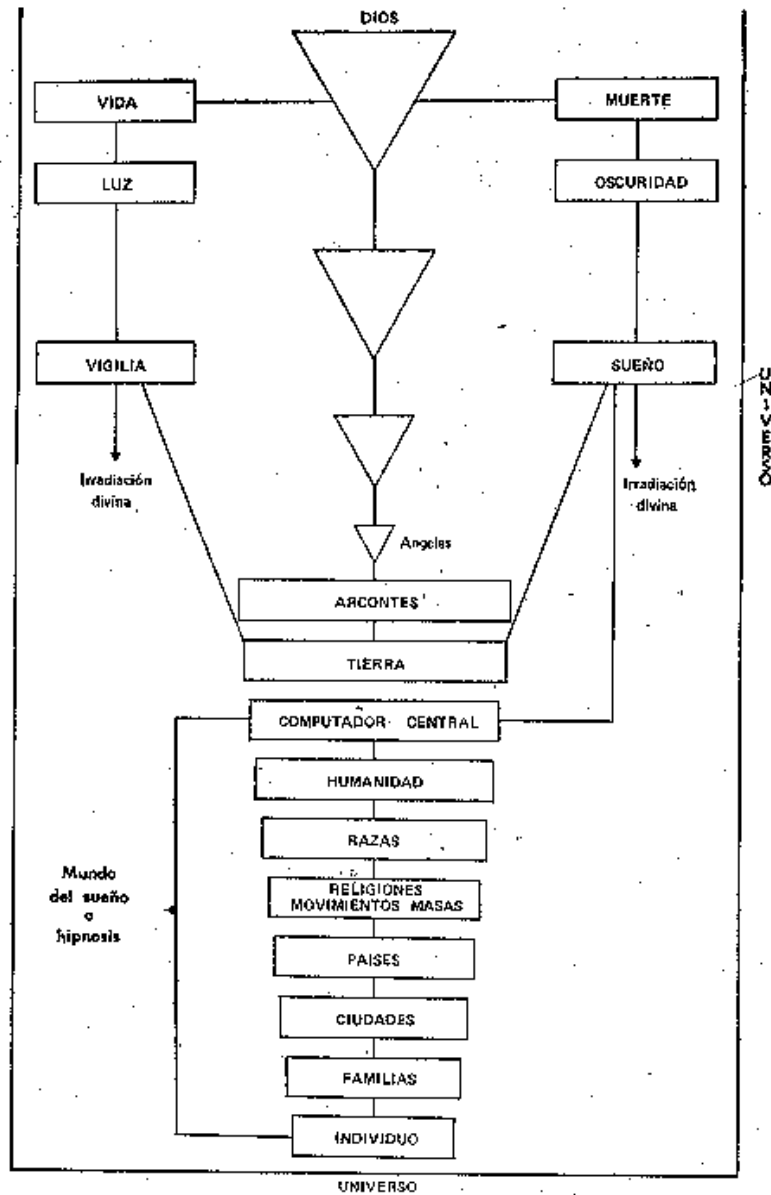 DIOS
VIDA
MUERTE
LUZ
OSCURIDAD
VIGILIA
SUEÑO
UNIVERSO
Irradiación
divina
Irradiación
divina
Angeles
ARCONTES
TIERRA
COMPUTADOR CENTRAL
HUMANIDAD
RAZAS
Mundo
del sueño
o
hipnosis
RELIGIONES
MOVIMIENTOS MASAS
PAISES
CIUDADES
FAMILIAS
INDIVIDUO
UNIVERSO